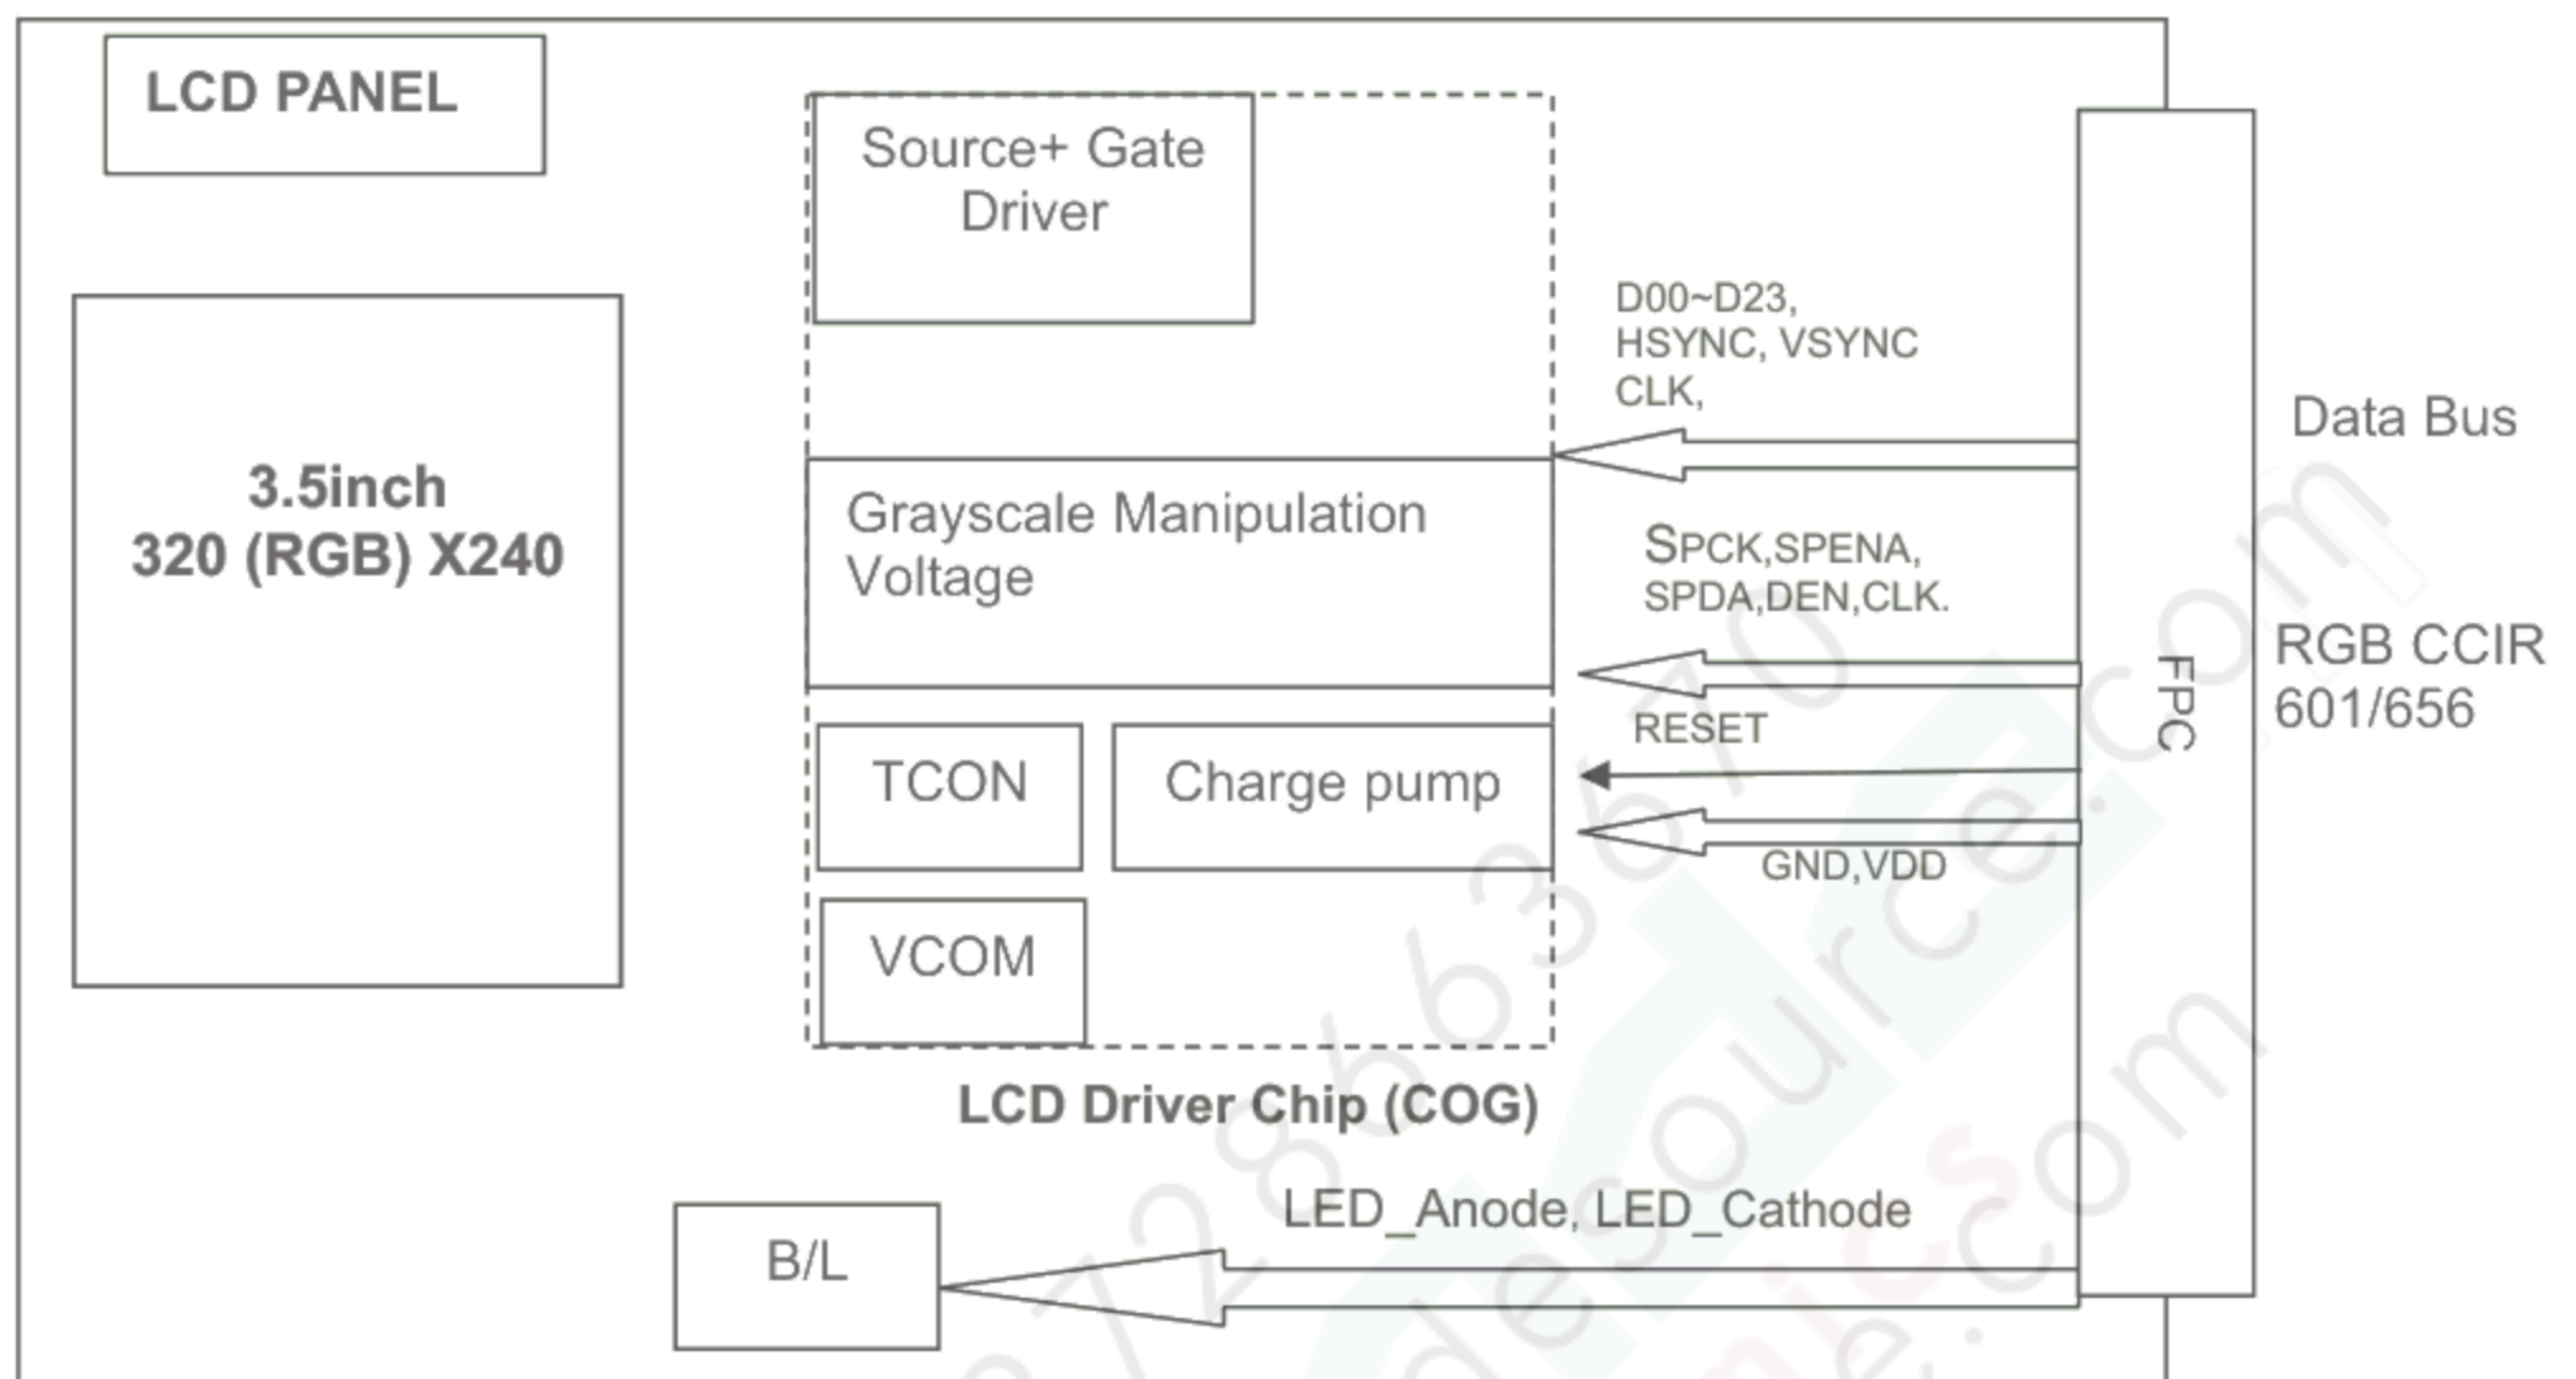 LCD PANEL
3.5inch
320 (RGB) X240
Source+ Gate
Driver
Grayscale Manipulation
Voltage
TCON
Charge pump
VCOM
LCD Driver Chip (COG)
B/L
D00~D23,
HSYNC, VSYNC
CLK,
SPCK,SPENA,
SPDA,DEN,CLK.
RESET
GND,VDD
LED_Anode, LED_Cathode
FPC
Data Bus
RGB CCIR
601/656